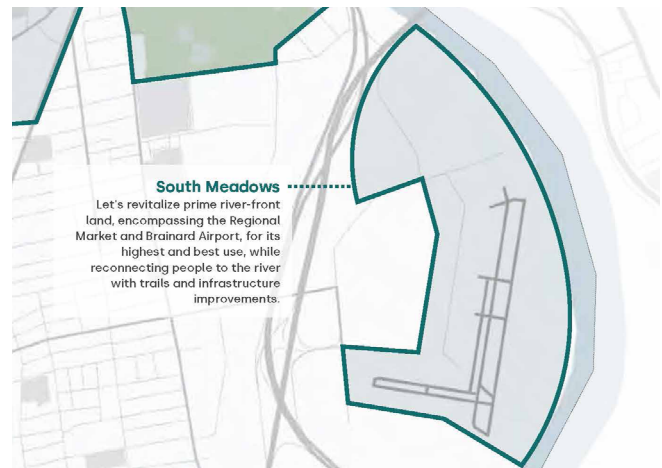 South Meadows
Let's revitalize prime river-front
land, encompassing the Regional
Market and Brainard Airport, for its
highest and best use, while
reconnecting people to the river
with trails and infrastructure
improvements.